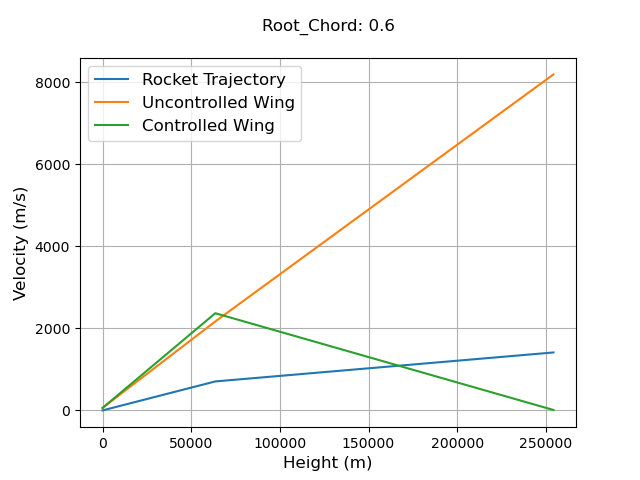 Root_Chord: 0.6
Rocket Trajectory
Uncontrolled Wing
Controlled Wing
8000
6000
4000
2000
0
Velocity (m/s)
0 50000 100000 150000 200000 250000
Height (m)